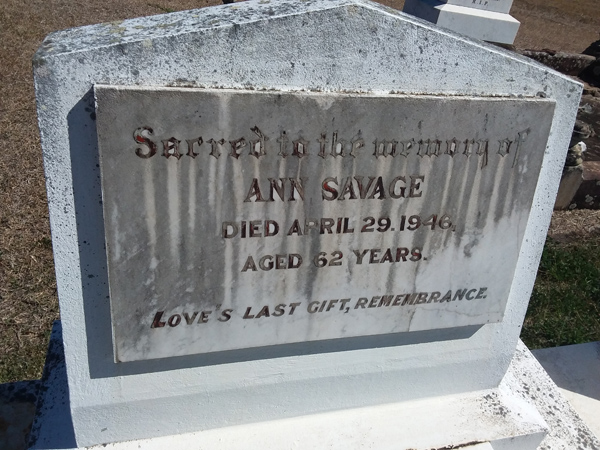 Sacred to the memory of
ANN SAVAGE
DIED APRIL 29. 1946.
AGED 62 YEARS.
LOVE'S LAST GIFT, REMEMBRANCE.